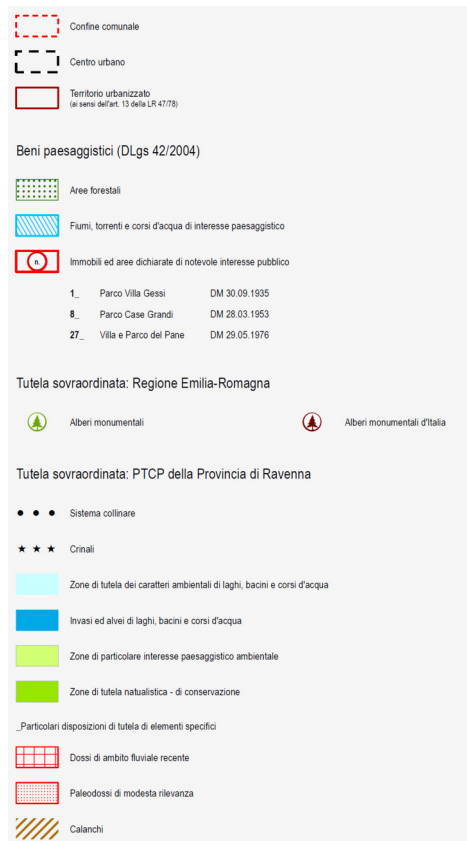 Confine comunale
Centro urbano
Territorio urbanizzato
(ai sensi dell'art. 13 della LR 47/78)
Beni paesaggistici (DLgs 42/2004)
Aree forestali
Fiumi, torrenti e corsi d'acqua di interesse paesaggistico
n. Immobili ed aree dichiarate di notevole interesse pubblico
1_ Parco Villa Gessi DM 30.09.1935
8_ Parco Case Grandi DM 28.03.1953
27_ Villa e Parco del Pane DM 29.05.1976
Tutela sovraordinata: Regione Emilia-Romagna
Alberi monumentali Alberi monumentali d'Italia
Tutela sovraordinata: PTCP della Provincia di Ravenna
Sistema collinare
Crinali
Zone di tutela dei caratteri ambientali di laghi, bacini e corsi d'acqua
Invasi ed alvei di laghi, bacini e corsi d'acqua
Zone di particolare interesse paesaggistico ambientale
Zone di tutela natualistica - di conservazione
_Particolari disposizioni di tutela di elementi specifici
Dossi di ambito fluviale recente
Paleodossi di modesta rilevanza
Calanchi